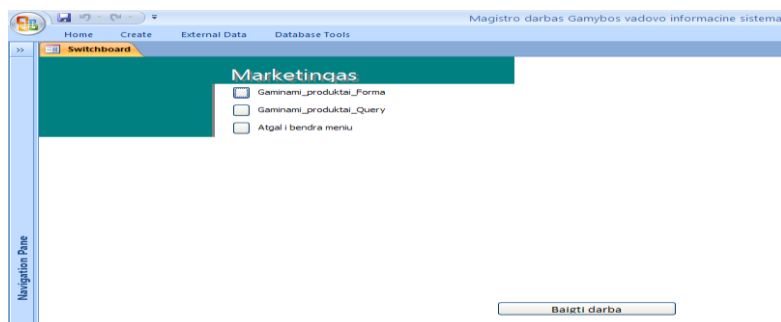 Magistro darbas Gamybos vadovo informacine sistema
Home Create External Data Database Tools
Switchboard
Marketingas
Gaminami_produktai_Forma
Gaminami_produktai_Query
Atgal i bendra meniu
Navigation Pane
Baigti darba